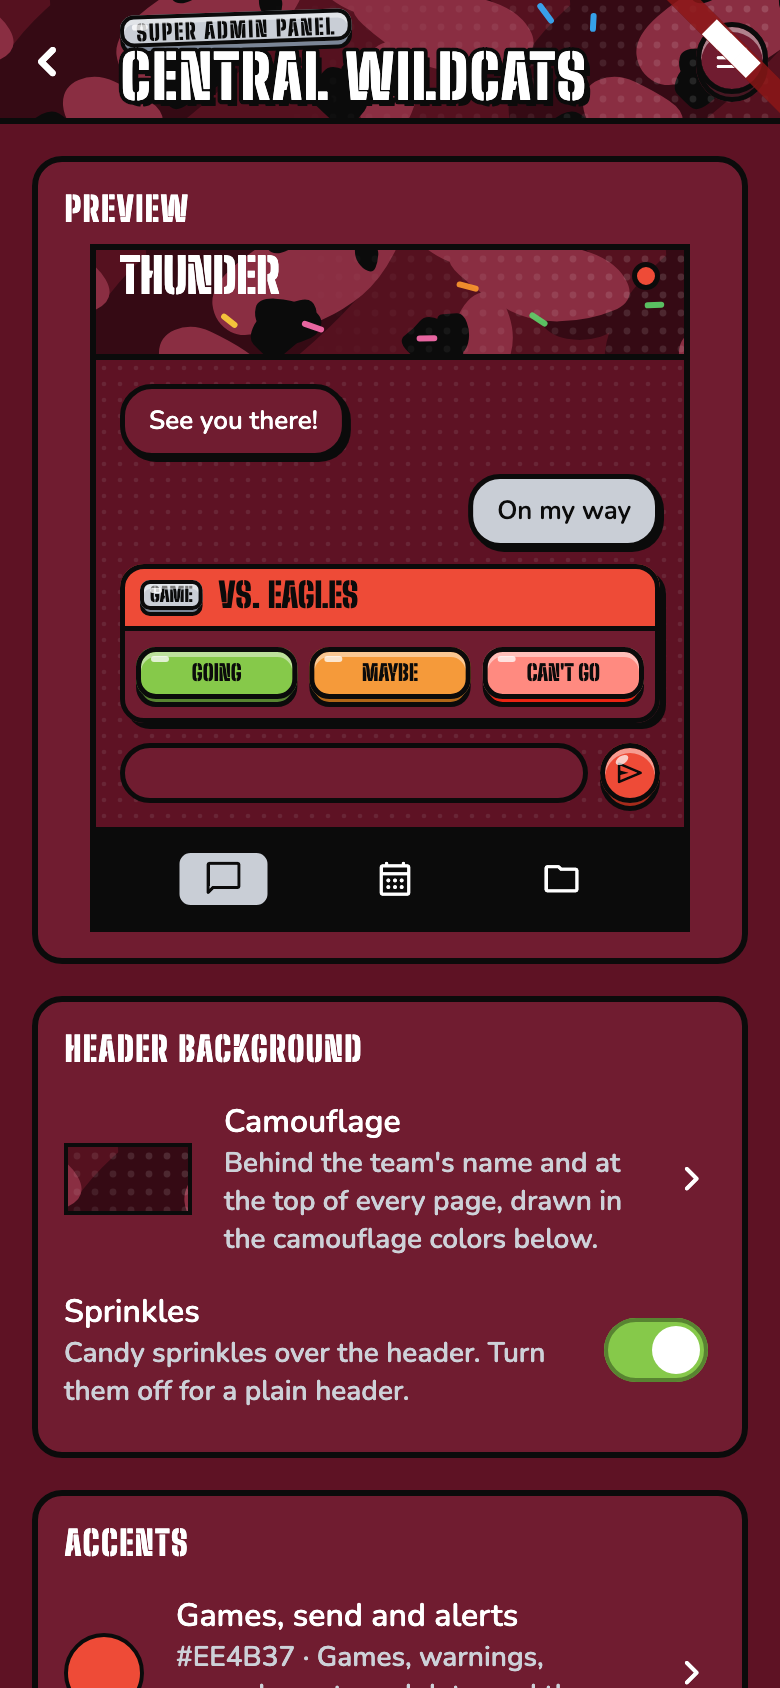 SUPER ADMIN PANEL
CENTRAL WILDCATS
PREVIEW
THUNDER
See you there!
On my way
GAME VS. EAGLES
GOING MAYBE CAN'T GO
HEADER BACKGROUND
Camouflage
Behind the team's name and at
the top of every page, drawn in
the camouflage colors below.
Sprinkles
Candy sprinkles over the header. Turn
them off for a plain header.
ACCENTS
Games, send and alerts
#EE4B37 · Games, warnings,